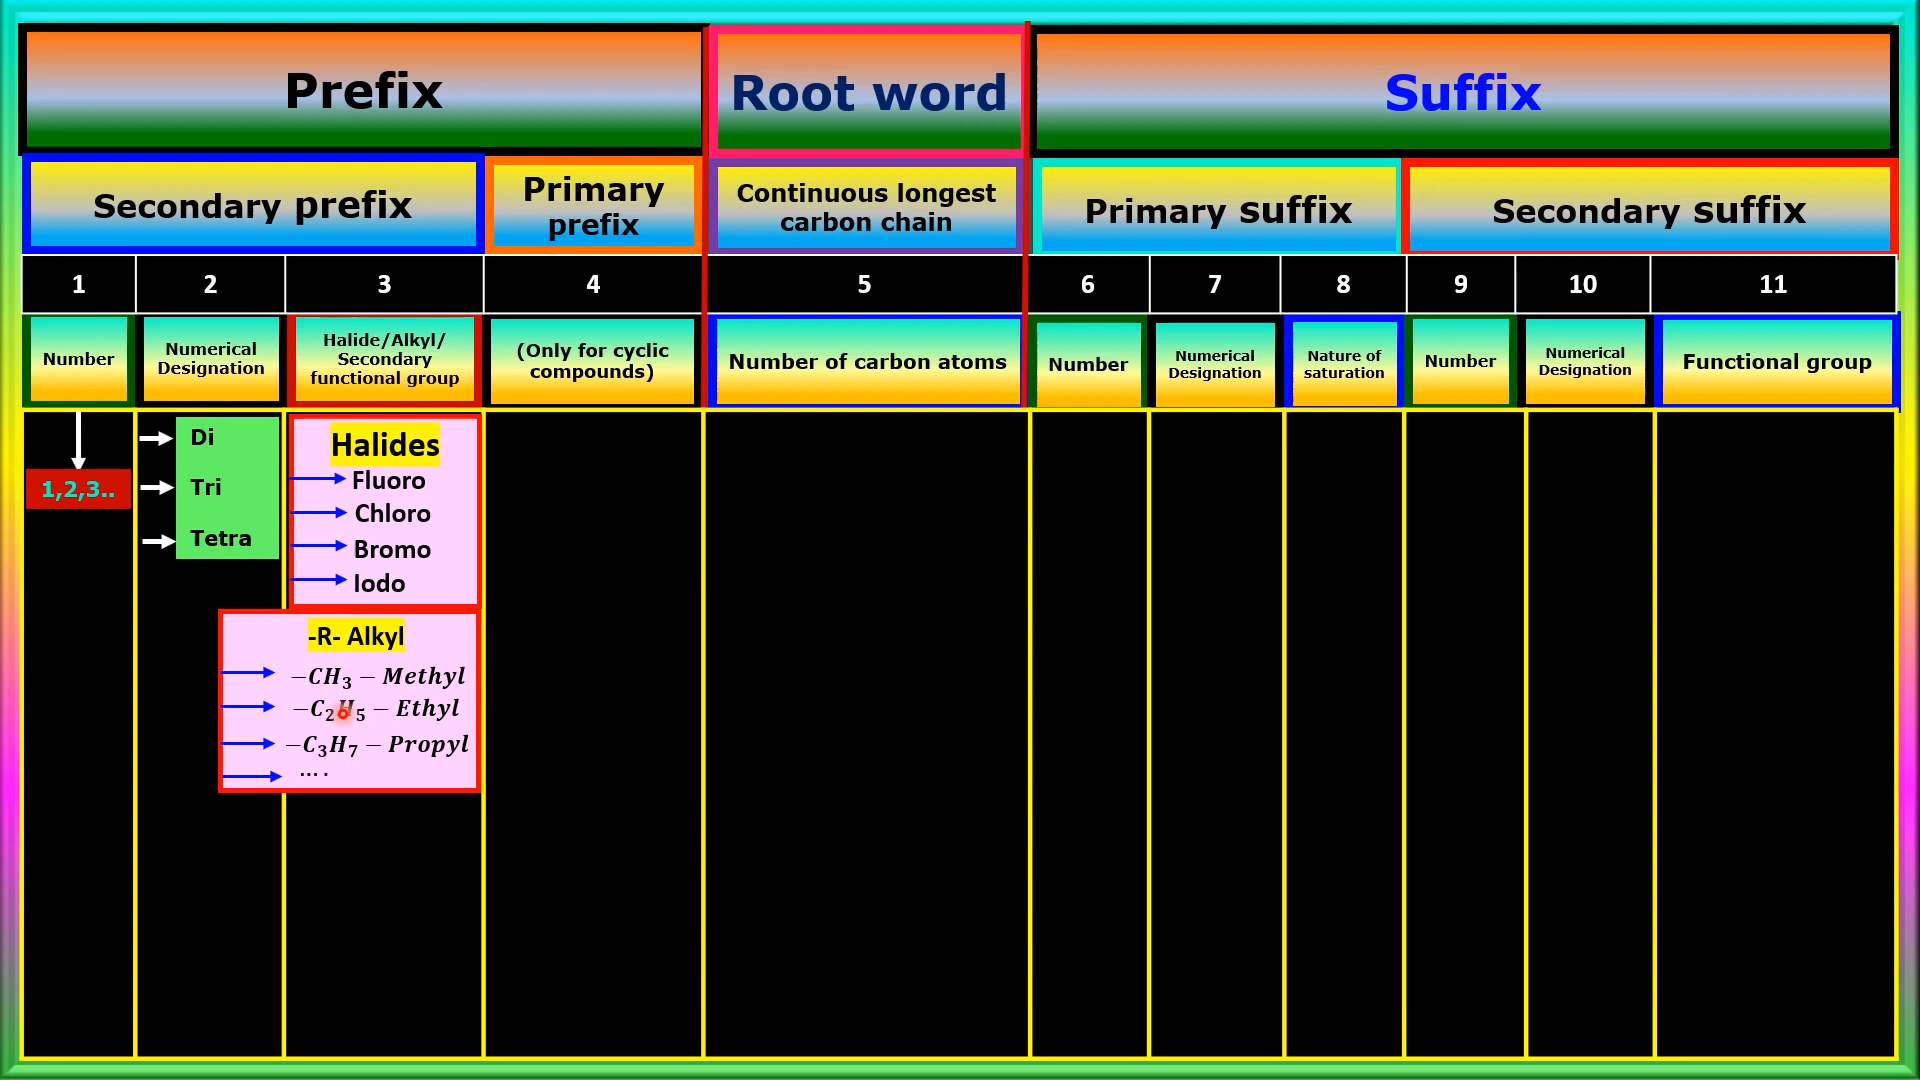 Prefix
Root word
Suffix
Secondary prefix
Primary
prefix
Continuous longest
carbon chain
Primary suffix
Secondary suffix
1
2
3
4
5
6
7
8
9
10
11
Number
Numerical
Designation
Halide/Alkyl/
Secondary
functional group
(Only for cyclic
compounds)
Number of carbon atoms
Number
Numerical
Designation
Nature of
saturation
Number
Numerical
Designation
Functional group
1,2,3..
Di
Tri
Tetra
Halides
Fluoro
Chloro
Bromo
Iodo
-R- Alkyl
−CH₃ − Methyl
−C₂H₅ − Ethyl
−C₃H₇ − Propyl
....